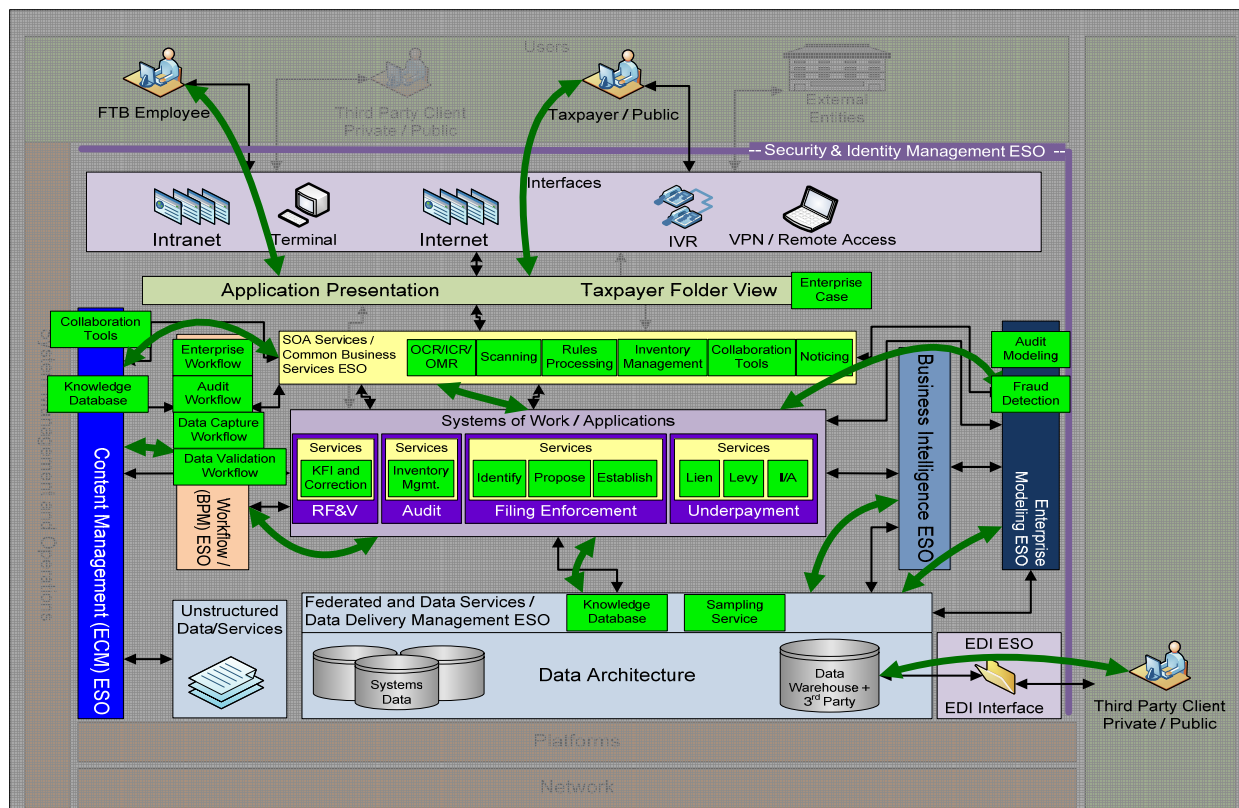 Users
FTB Employee
Third Party Client
Private / Public
Taxpayer / Public
External
Entities
-- Security & Identity Management ESO --
Interfaces
Intranet
Terminal
Internet
IVR
VPN / Remote Access
Application Presentation
Taxpayer Folder View
Enterprise
Case
Collaboration
Tools
Knowledge
Database
Content Management (ECM) ESO
System Management and Operations
Enterprise
Workflow
Audit
Workflow
Data Capture
Workflow
Data Validation
Workflow
Workflow /
(BPM) ESO
SOA Services /
Common Business
Services ESO
OCR/ICR/
OMR
Scanning
Rules
Processing
Inventory
Management
Collaboration
Tools
Noticing
Systems of Work / Applications
Services
KFI and
Correction
RF&V
Services
Inventory
Mgmt.
Audit
Services
Identify
Propose
Establish
Filing Enforcement
Services
Lien
Levy
I/A
Underpayment
Business Intelligence ESO
Audit
Modeling
Fraud
Detection
Enterprise
Modeling ESO
Unstructured
Data/Services
Federated and Data Services /
Data Delivery Management ESO
Knowledge
Database
Sampling
Service
Systems
Data
Data Architecture
Data
Warehouse +
3rd Party
EDI ESO
EDI Interface
Third Party Client
Private / Public
Platforms
Network